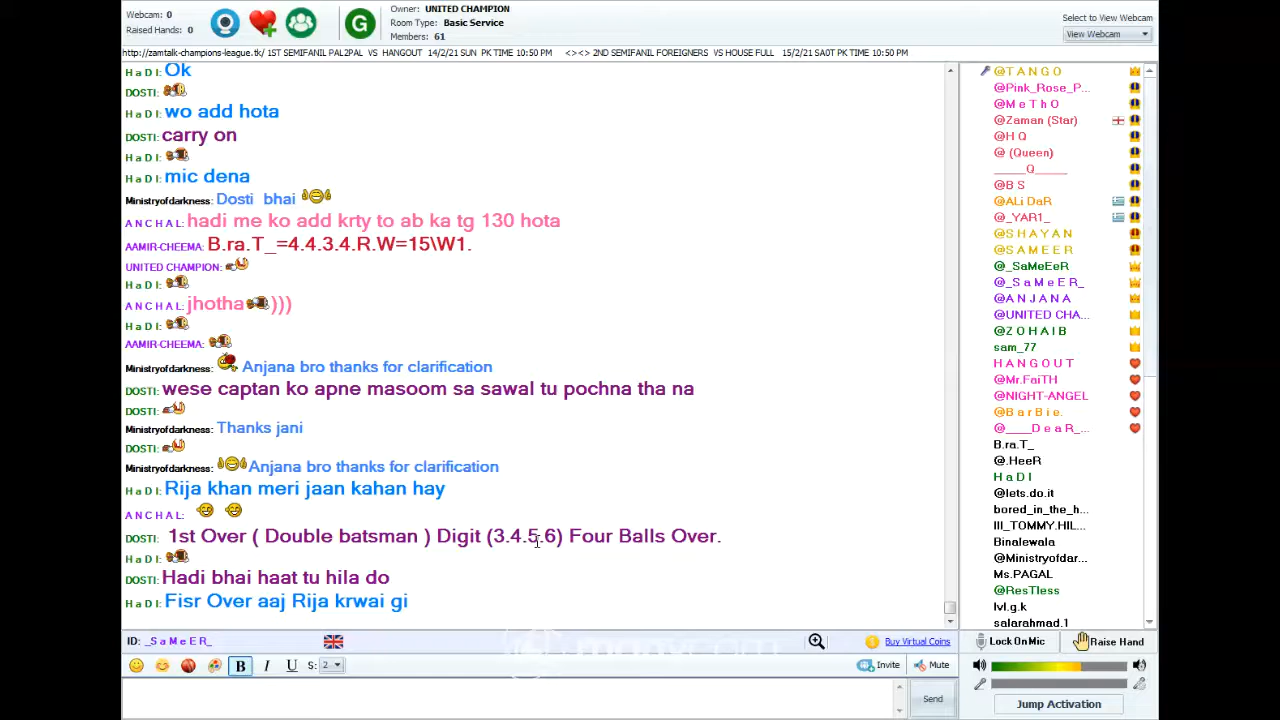 Webcam: 0
Raised Hands: 0
G
Owner: UNITED CHAMPION
Room Type: Basic Service
Members: 61
Select to View Webcam
View Webcam
http://zamtalk-champions-league.tk/ 1ST SEMIFANIL PAL2PAL VS HANGOUT 14/2/21 SUN PK TIME 10:50 PM <><> 2ND SEMIFANIL FOREIGNERS VS HOUSE FULL 15/2/21 SA0T PK TIME 10:50 PM
H a D I: Ok
DOSTI:
H a D I: wo add hota
DOSTI: carry on
H a D I:
H a D I: mic dena
Ministryofdarkness: Dosti bhai
A N C H A L: hadi me ko add krty to ab ka tg 130 hota
AAMIR-CHEEMA: B.ra.T_=4.4.3.4.R.W=15\W1.
UNITED CHAMPION:
H a D I:
A N C H A L: jhotha )))
H a D I:
AAMIR-CHEEMA:
Ministryofdarkness: Anjana bro thanks for clarification
DOSTI: wese captan ko apne masoom sa sawal tu pochna tha na
DOSTI:
Ministryofdarkness: Thanks jani
DOSTI:
Ministryofdarkness: Anjana bro thanks for clarification
H a D I: Rija khan meri jaan kahan hay
A N C H A L:
DOSTI: 1st Over ( Double batsman ) Digit (3.4.5.6) Four Balls Over.
H a D I:
DOSTI: Hadi bhai haat tu hila do
H a D I: Fisr Over aaj Rija krwai gi
@T A N G O
@Pink_Rose_P...
@M e T h O
@Zaman (Star)
@H Q
@ (Queen)
_____Q_____
@B S
@ALi DaR
@_YAR1_
@S H A Y A N
@S A M E E R
@_SaMeEeR
@_S a M e E R_
@A N J A N A
@UNITED CHA...
@Z O H A I B
sam_77
H A N G O U T
@Mr.FaiTH
@NIGHT-ANGEL
@B a r B i e.
@____D e a R_...
B.ra.T_
@.HeeR
H a D I
@lets.do.it
bored_in_the_h...
III_TOMMY.HIL...
Binalewala
@Ministryofdar...
Ms.PAGAL
@ResTless
lvl.g.k
salarahmad.1
ID: _S a M e E R_
Buy Virtual Coins
Lock On Mic
Raise Hand
B I U S: 2
Invite
Mute
Send
Jump Activation